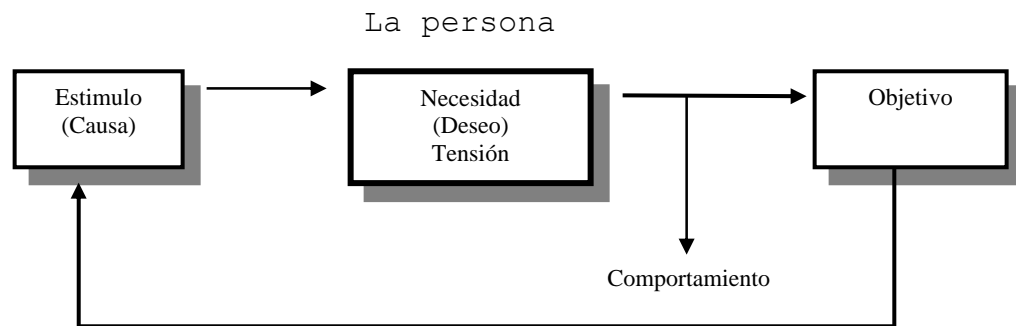 La persona
Estimulo
(Causa)
Necesidad
(Deseo)
Tensión
Objetivo
Comportamiento